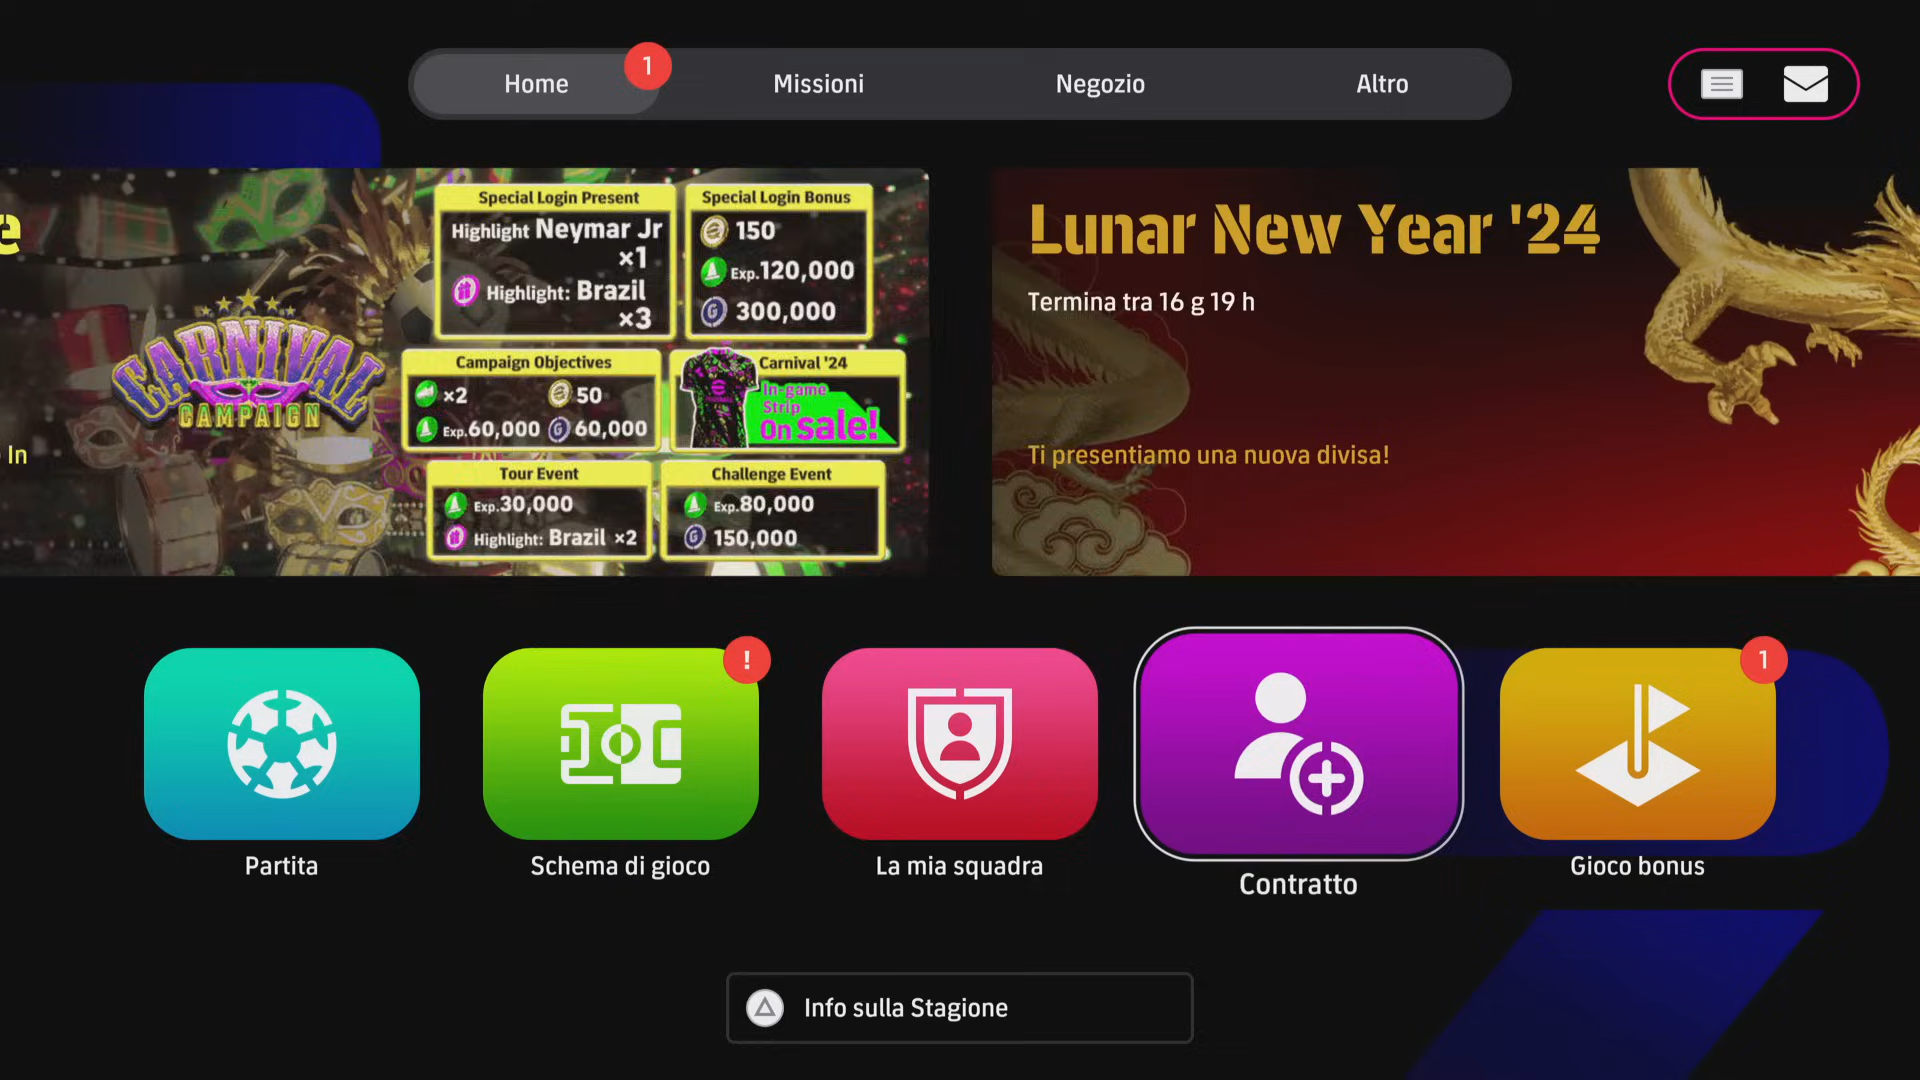 Home
1
Missioni
Negozio
Altro
e
In
CARNIVAL
CAMPAIGN
Special Login Present
Highlight Neymar Jr
×1
Highlight: Brazil
×3
Special Login Bonus
150
Exp.120,000
300,000
Campaign Objectives
×2
50
Exp.60,000
60,000
Carnival '24
In-game
Strip
On sale!
Tour Event
Exp.30,000
Highlight: Brazil ×2
Challenge Event
Exp.80,000
150,000
Lunar New Year '24
Termina tra 16 g 19 h
Ti presentiamo una nuova divisa!
Partita
!
Schema di gioco
La mia squadra
Contratto
1
Gioco bonus
Info sulla Stagione